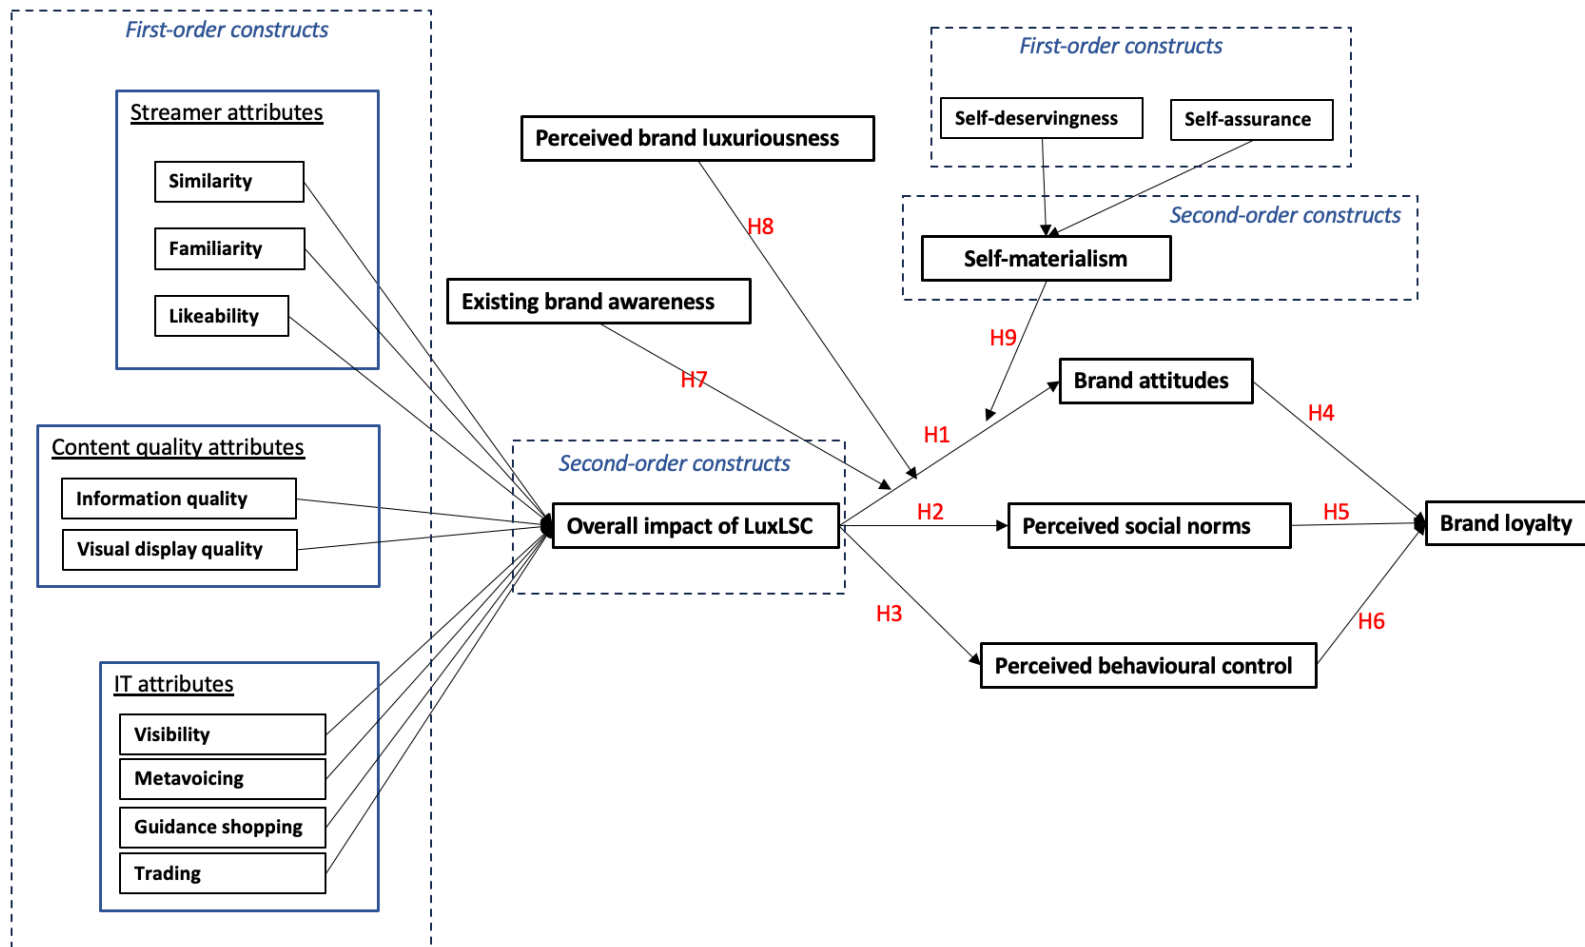 First-order constructs
Streamer attributes
Similarity
Familiarity
Likeability
Content quality attributes
Information quality
Visual display quality
IT attributes
Visibility
Metavoicing
Guidance shopping
Trading
Perceived brand luxuriousness
H8
Existing brand awareness
H7
Second-order constructs
Overall impact of LuxLSC
First-order constructs
Self-deservingness
Self-assurance
Second-order constructs
Self-materialism
H9
H1
Brand attitudes
H4
H2
Perceived social norms
H5
Brand loyalty
H3
Perceived behavioural control
H6